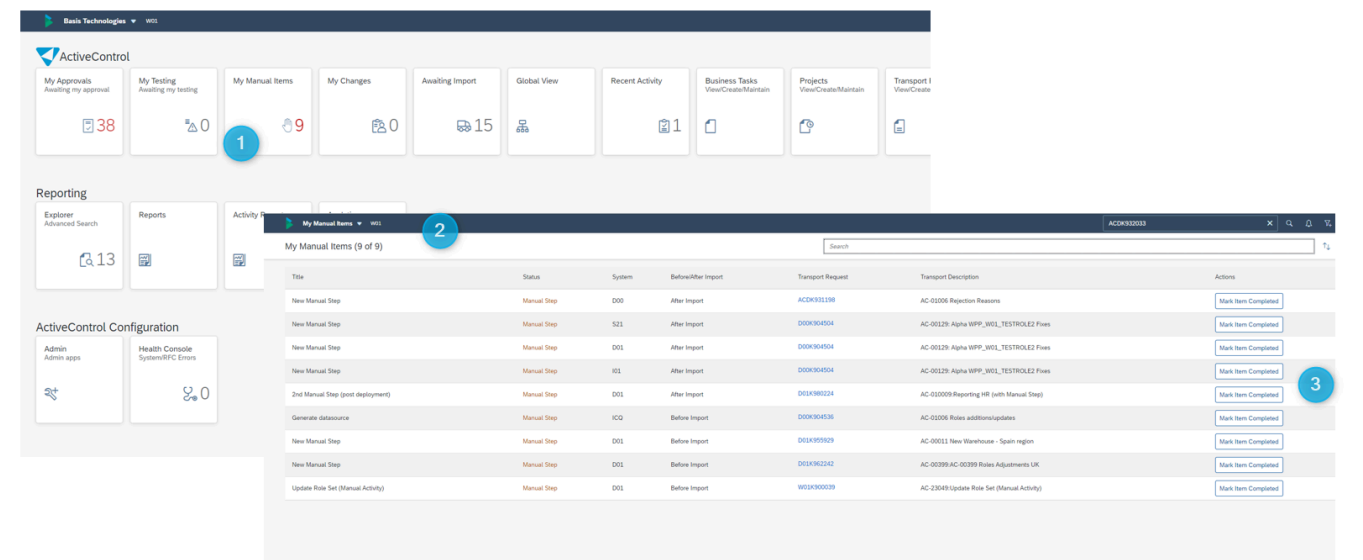 Basis Technologies ▼ W01
ActiveControl
My Approvals
Awaiting my approval
38
My Testing
Awaiting my testing
0
My Manual Items
9
My Changes
0
Awaiting Import
15
Global View
Recent Activity
1
Business Tasks
View/Create/Maintain
Projects
View/Create/Maintain
Transport
View/Create
1
Reporting
Explorer
Advanced Search
13
Reports
Activity
ActiveControl Configuration
Admin
Admin apps
Health Console
System/RFC Errors
0
My Manual Items ▼ W01
2
ACDK932033
My Manual Items (9 of 9)
Search
Title Status System Before/After Import Transport Request Transport Description Actions
New Manual Step Manual Step D00 After Import ACDK931198 AC-01006 Rejection Reasons Mark Item Completed
New Manual Step Manual Step S21 After Import D00K904504 AC-00129: Alpha WPP_W01_TESTROLE2 Fixes Mark Item Completed
New Manual Step Manual Step D01 After Import D00K904504 AC-00129: Alpha WPP_W01_TESTROLE2 Fixes Mark Item Completed
New Manual Step Manual Step I01 After Import D00K904504 AC-00129: Alpha WPP_W01_TESTROLE2 Fixes Mark Item Completed
2nd Manual Step (post deployment) Manual Step D01 After Import D01K980224 AC-010009:Reporting HR (with Manual Step) Mark Item Completed
Generate datasource Manual Step ICQ Before Import D00K904536 AC-01006 Roles additions/updates Mark Item Completed
New Manual Step Manual Step D01 Before Import D01K955929 AC-00011 New Warehouse - Spain region Mark Item Completed
New Manual Step Manual Step D01 Before Import D01K962242 AC-00399:AC-00399 Roles Adjustments UK Mark Item Completed
Update Role Set (Manual Activity) Manual Step D01 Before Import W01K900039 AC-23049:Update Role Set (Manual Activity) Mark Item Completed
3